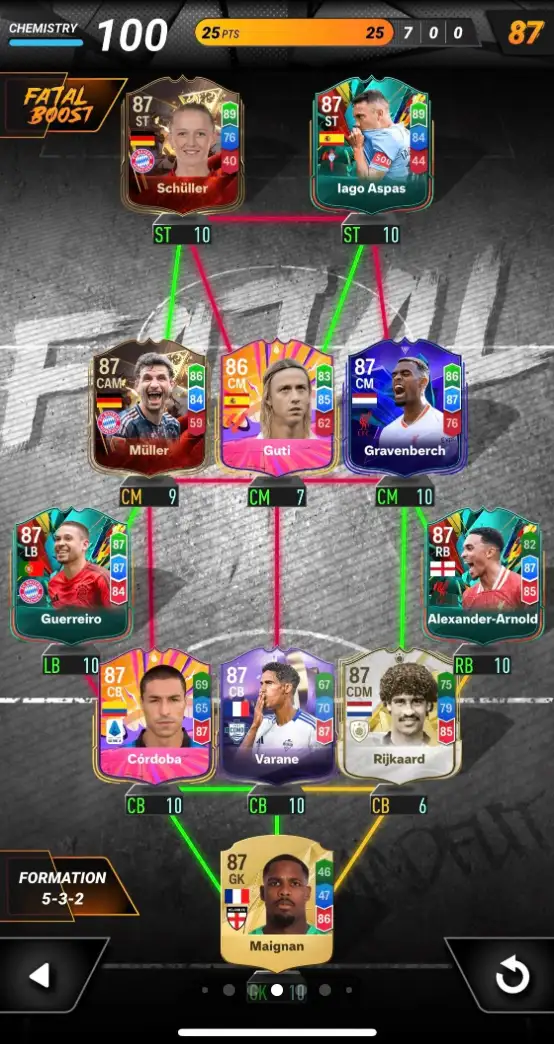 CHEMISTRY 100 25 PTS 25 7 0 0 87
FATAL
BOOST
87 ST 89 76 40
Schüller
ST 10
87 ST 89 84 44
500
Iago Aspas
ST 10
FATAL
87 CAM 86 84 59
Müller
CM 9
86 CM 83 85 62
Guti
CM 7
87 CM 86 87 76
Gravenberch
CM 10
87 LB 87 87 84
Guerreiro
LB 10
87 RB 82 87 85
Alexander-Arnold
RB 10
87 CB 69 65 87
Córdoba
CB 10
87 CB 67 70 87
Varane
CB 10
87 CDM 75 79 85
Rijkaard
CB 6
FORMATION
5-3-2
87 GK 46 47 86
Maignan
GK 10